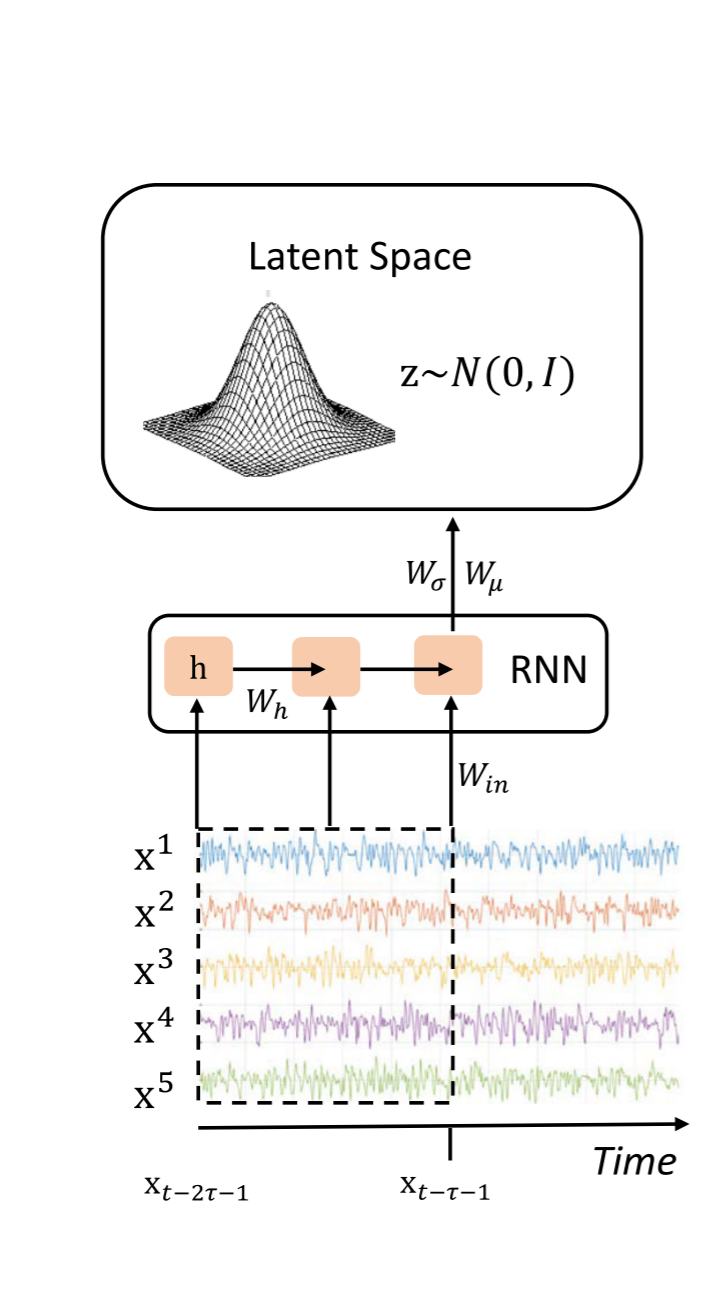 Latent Space
z~N(0, I)
W_σ W_μ
h
RNN
W_h
W_in
x^1
x^2
x^3
x^4
x^5
Time
x_{t−2τ−1} x_{t−τ−1}